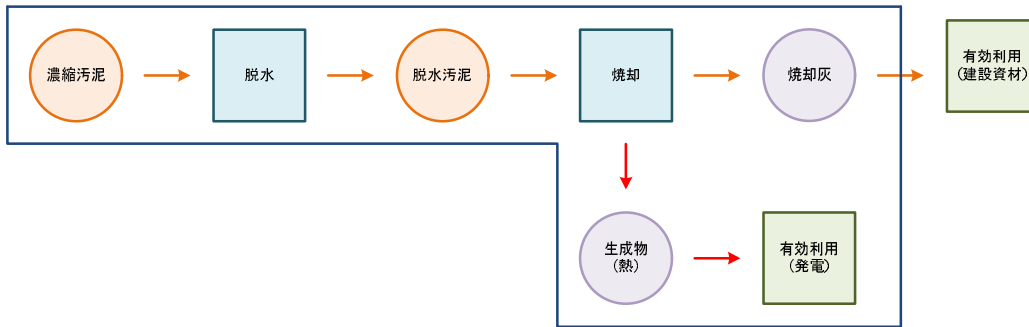 濃縮汚泥
脱水
脱水汚泥
焼却
焼却灰
有効利用
(建設資材)
生成物
(熱)
有効利用
(発電)